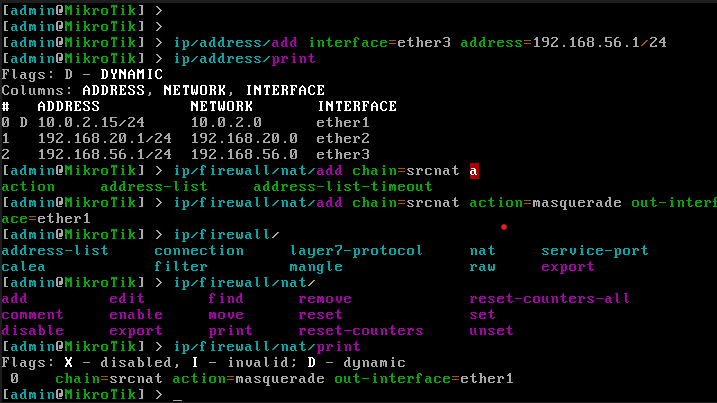 [admin@MikroTik] >
[admin@MikroTik] >
[admin@MikroTik] > ip/address/add interface=ether3 address=192.168.56.1/24
[admin@MikroTik] > ip/address/print
Flags: D - DYNAMIC
Columns: ADDRESS, NETWORK, INTERFACE
#   ADDRESS          NETWORK       INTERFACE
0 D 10.0.2.15/24     10.0.2.0      ether1
1   192.168.20.1/24  192.168.20.0  ether2
2   192.168.56.1/24  192.168.56.0  ether3
[admin@MikroTik] > ip/firewall/nat/add chain=srcnat a
action     address-list     address-list-timeout
[admin@MikroTik] > ip/firewall/nat/add chain=srcnat action=masquerade out-interf
ace=ether1
[admin@MikroTik] > ip/firewall/
address-list     connection     layer7-protocol     nat     service-port
calea            filter         mangle              raw     export
[admin@MikroTik] > ip/firewall/nat/
add         edit       find      remove             reset-counters-all
comment     enable     move      reset              set
disable     export     print     reset-counters     unset
[admin@MikroTik] > ip/firewall/nat/print
Flags: X - disabled, I - invalid; D - dynamic
 0    chain=srcnat action=masquerade out-interface=ether1
[admin@MikroTik] > _